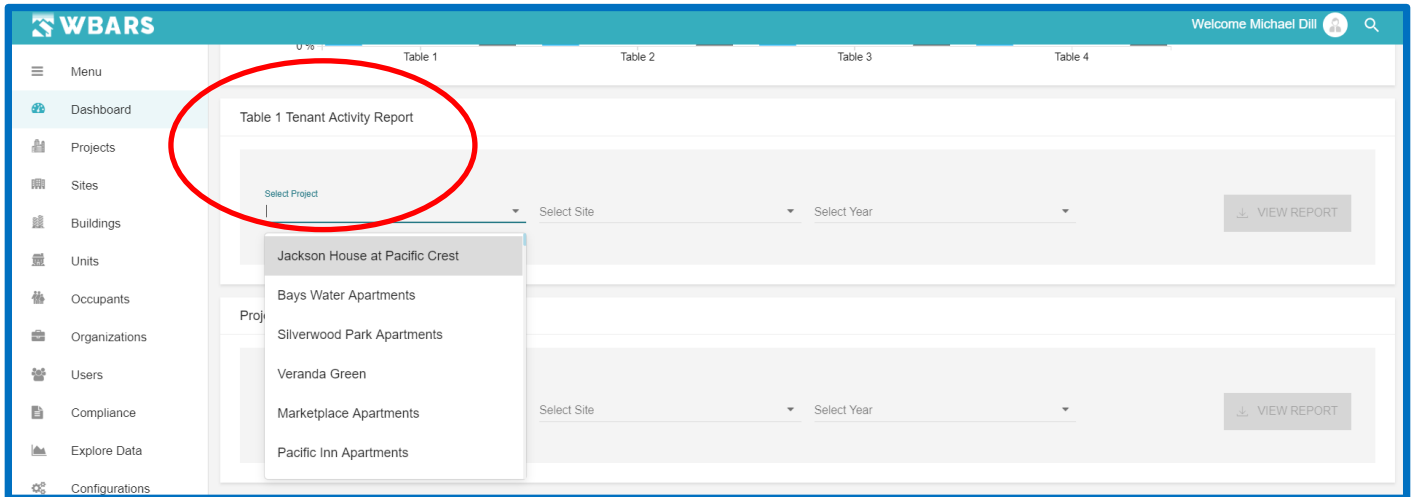 WBARS
Welcome Michael Dill
0 %
Table 1 Table 2 Table 3 Table 4
Menu
Dashboard
Projects
Sites
Buildings
Units
Occupants
Organizations
Users
Compliance
Explore Data
Configurations
Table 1 Tenant Activity Report
Select Project
Select Site Select Year VIEW REPORT
Jackson House at Pacific Crest
Bays Water Apartments
Silverwood Park Apartments
Veranda Green
Marketplace Apartments
Pacific Inn Apartments
Select Site Select Year VIEW REPORT